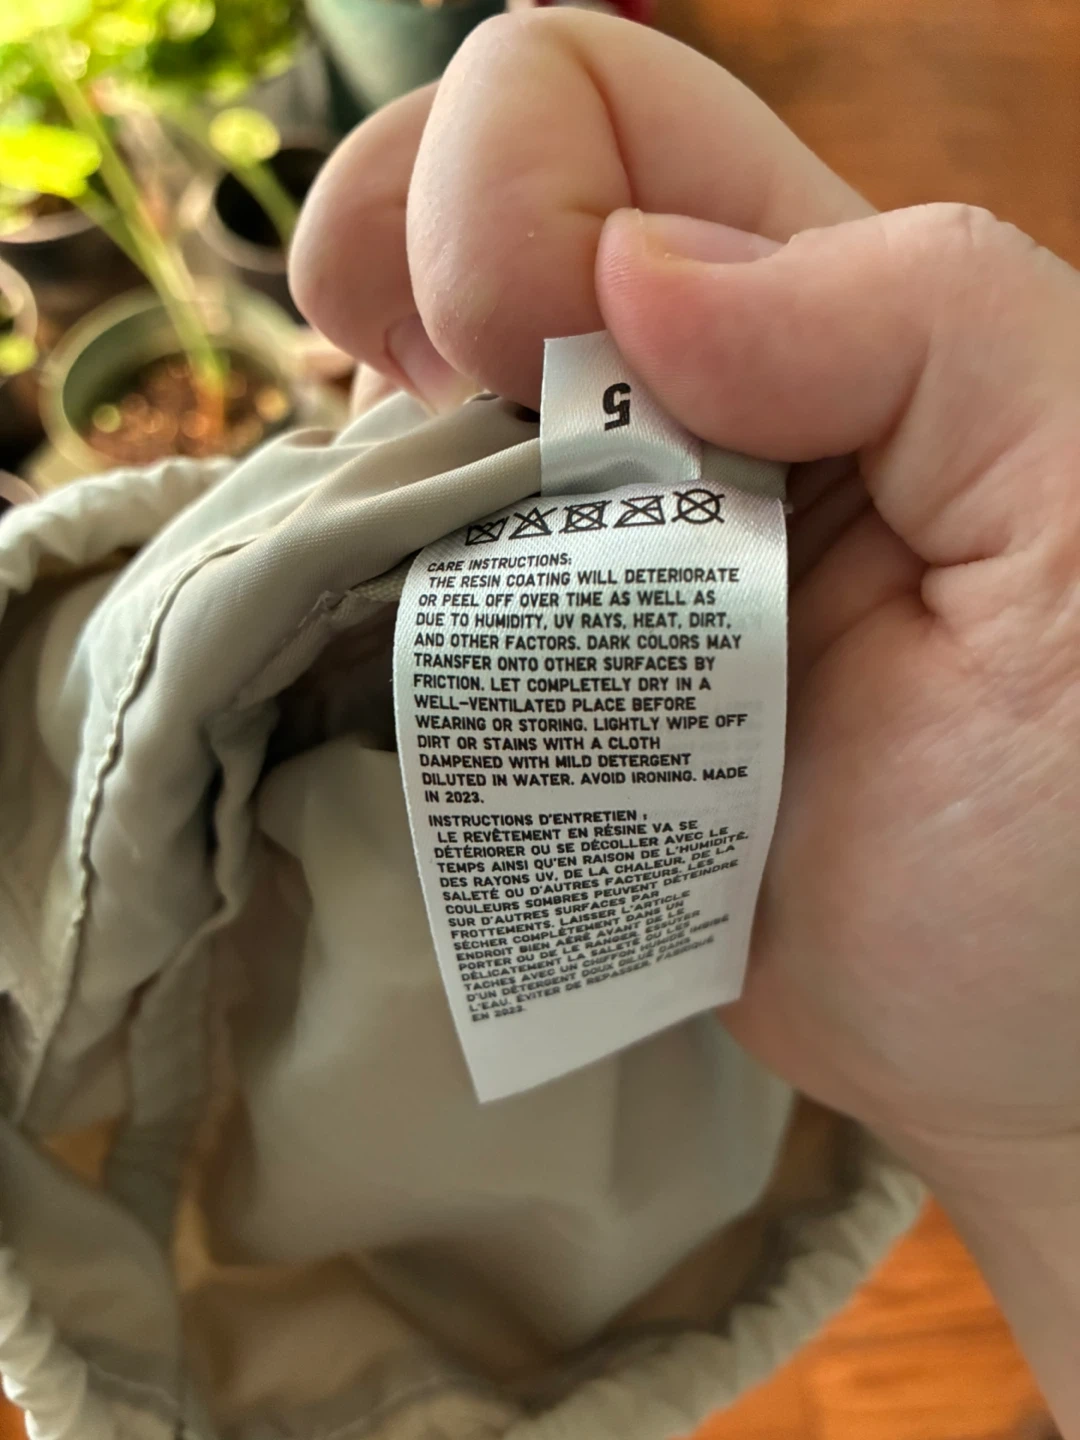 5
CARE INSTRUCTIONS:
THE RESIN COATING WILL DETERIORATE
OR PEEL OFF OVER TIME AS WELL AS
DUE TO HUMIDITY, UV RAYS, HEAT, DIRT,
AND OTHER FACTORS. DARK COLORS MAY
TRANSFER ONTO OTHER SURFACES BY
FRICTION. LET COMPLETELY DRY IN A
WELL-VENTILATED PLACE BEFORE
WEARING OR STORING. LIGHTLY WIPE OFF
DIRT OR STAINS WITH A CLOTH
DAMPENED WITH MILD DETERGENT
DILUTED IN WATER. AVOID IRONING. MADE
IN 2023.
INSTRUCTIONS D'ENTRETIEN :
LE REVÊTEMENT EN RÉSINE VA SE
DÉTÉRIORER OU SE DÉCOLLER AVEC LE
TEMPS AINSI QU'EN RAISON DE L'HUMIDITÉ,
DES RAYONS UV, DE LA CHALEUR, DE LA
SALETÉ OU D'AUTRES FACTEURS. LES
COULEURS SOMBRES PEUVENT DÉTEINDRE
SUR D'AUTRES SURFACES PAR
FROTTEMENTS. LAISSER L'ARTICLE
SÉCHER COMPLÈTEMENT DANS UN
ENDROIT BIEN AÉRÉ AVANT DE LE
PORTER OU DE LE RANGER. ESSUYER
DÉLICATEMENT LA SALETÉ OU LES
TACHES AVEC UN CHIFFON HUMIDE IMBIBÉ
D'UN DÉTERGENT DOUX DILUÉ DANS
L'EAU. ÉVITER DE REPASSER. FABRIQUÉ
EN 2023.